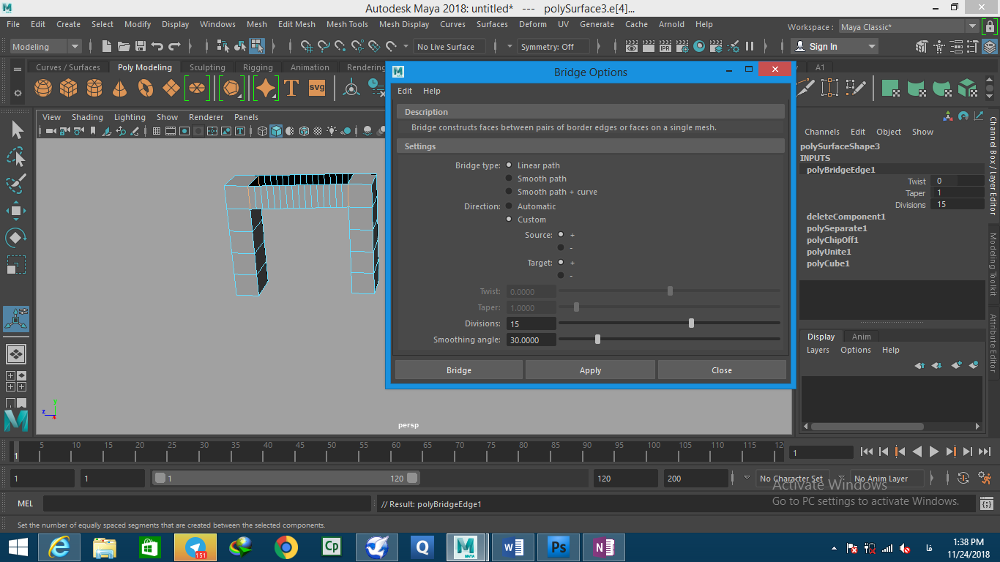 Autodesk Maya 2018: untitled* --- polySurface3.e[4]...
File Edit Create Select Modify Display Windows Mesh Edit Mesh Mesh Tools Mesh Display Curves Surfaces Deform UV Generate Cache Arnold Help
Workspace : Maya Classic*
Modeling
No Live Surface
Symmetry: Off
IPR
Sign In
Curves / Surfaces Poly Modeling Sculpting Rigging Animation Rendering
A1
T
svg
Bridge Options
Edit Help
Description
Bridge constructs faces between pairs of border edges or faces on a single mesh.
Settings
Bridge type: Linear path
Smooth path
Smooth path + curve
Direction: Automatic
Custom
Source: +
-
Target: +
-
Twist: 0.0000
Taper: 1.0000
Divisions: 15
Smoothing angle: 30.0000
Bridge Apply Close
View Shading Lighting Show Renderer Panels
y
z
x
persp
Channels Edit Object Show
polySurfaceShape3
INPUTS
polyBridgeEdge1
Twist 0
Taper 1
Divisions 15
deleteComponent1
polySeparate1
polyChipOff1
polyUnite1
polyCube1
Channel Box / Layer Editor
Modeling Toolkit
Attribute Editor
Display Anim
Layers Options Help
MAYA
1 5 10 15 20 25 30 35 40 45 50 55 60 65 70 75 80 85 90 95 100 105 110 115 12
1
1 1 1 120 120 200
No Character Set No Anim Layer
MEL // Result: polyBridgeEdge1
Activate Windows
Go to PC settings to activate Windows.
Set the number of equally spaced segments that are created between the selected components.
151
Cp
Q
MAYA
W
Ps
N
فا
1:38 PM
11/24/2018